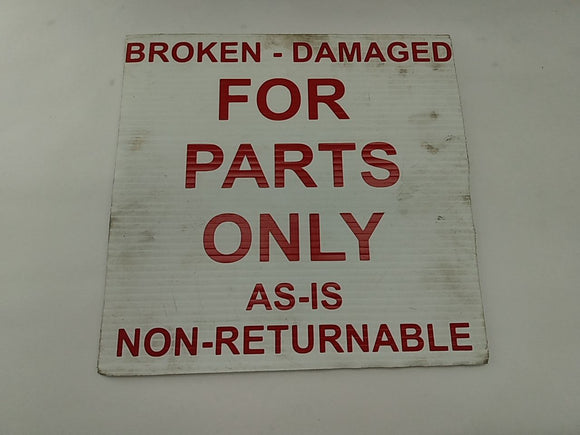 BROKEN - DAMAGED
FOR
PARTS
ONLY
AS-IS
NON-RETURNABLE